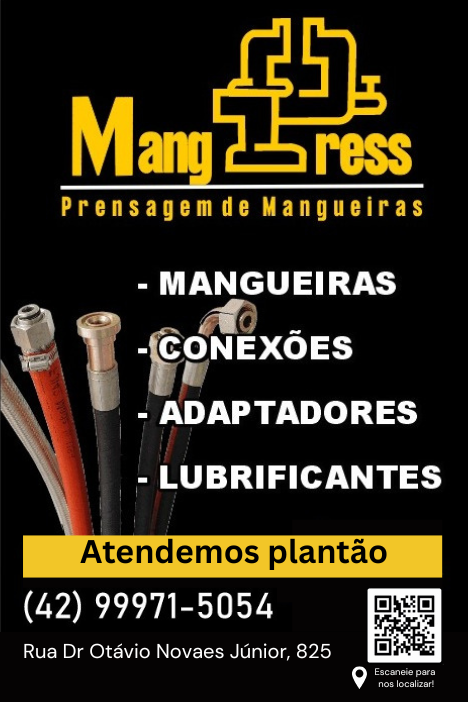 MangPress
Prensagem de Mangueiras
- MANGUEIRAS
- CONEXÕES
- ADAPTADORES
- LUBRIFICANTES
Atendemos plantão
(42) 99971-5054
Rua Dr Otávio Novaes Júnior, 825
Escaneie para
nos localizar!